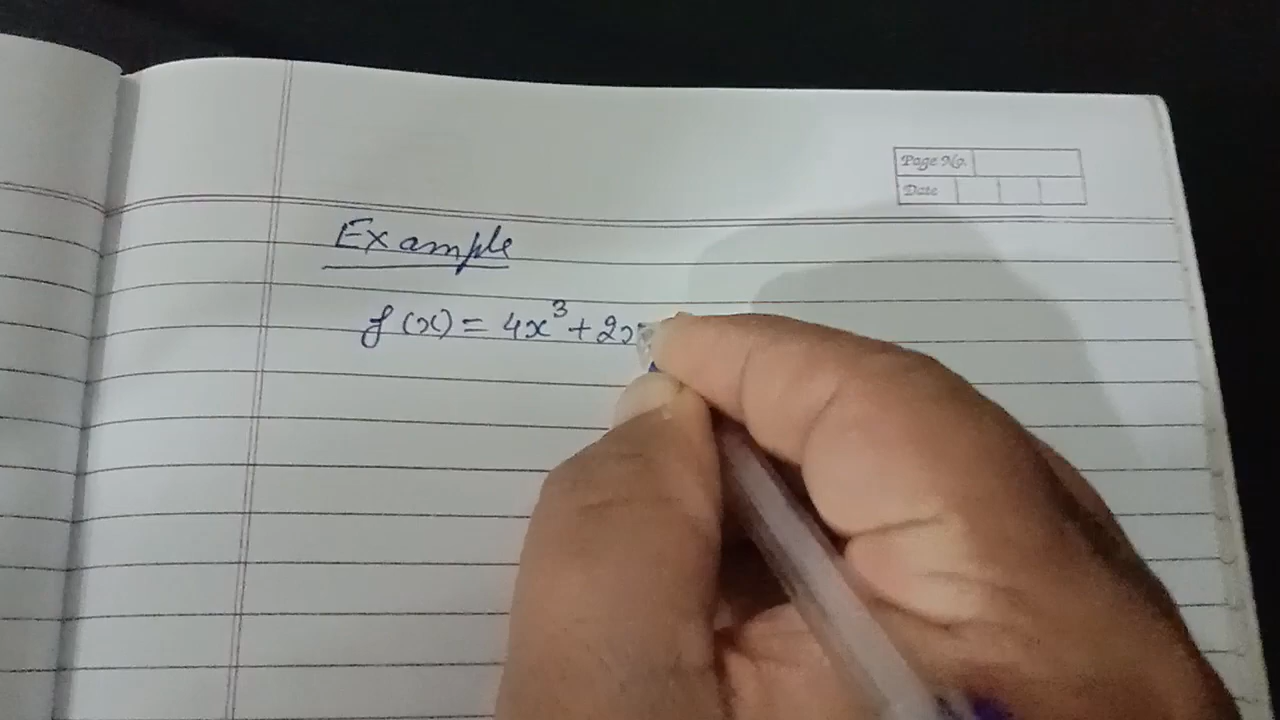 Page No.
Date
Example
f(x) = 4x³ + 2x